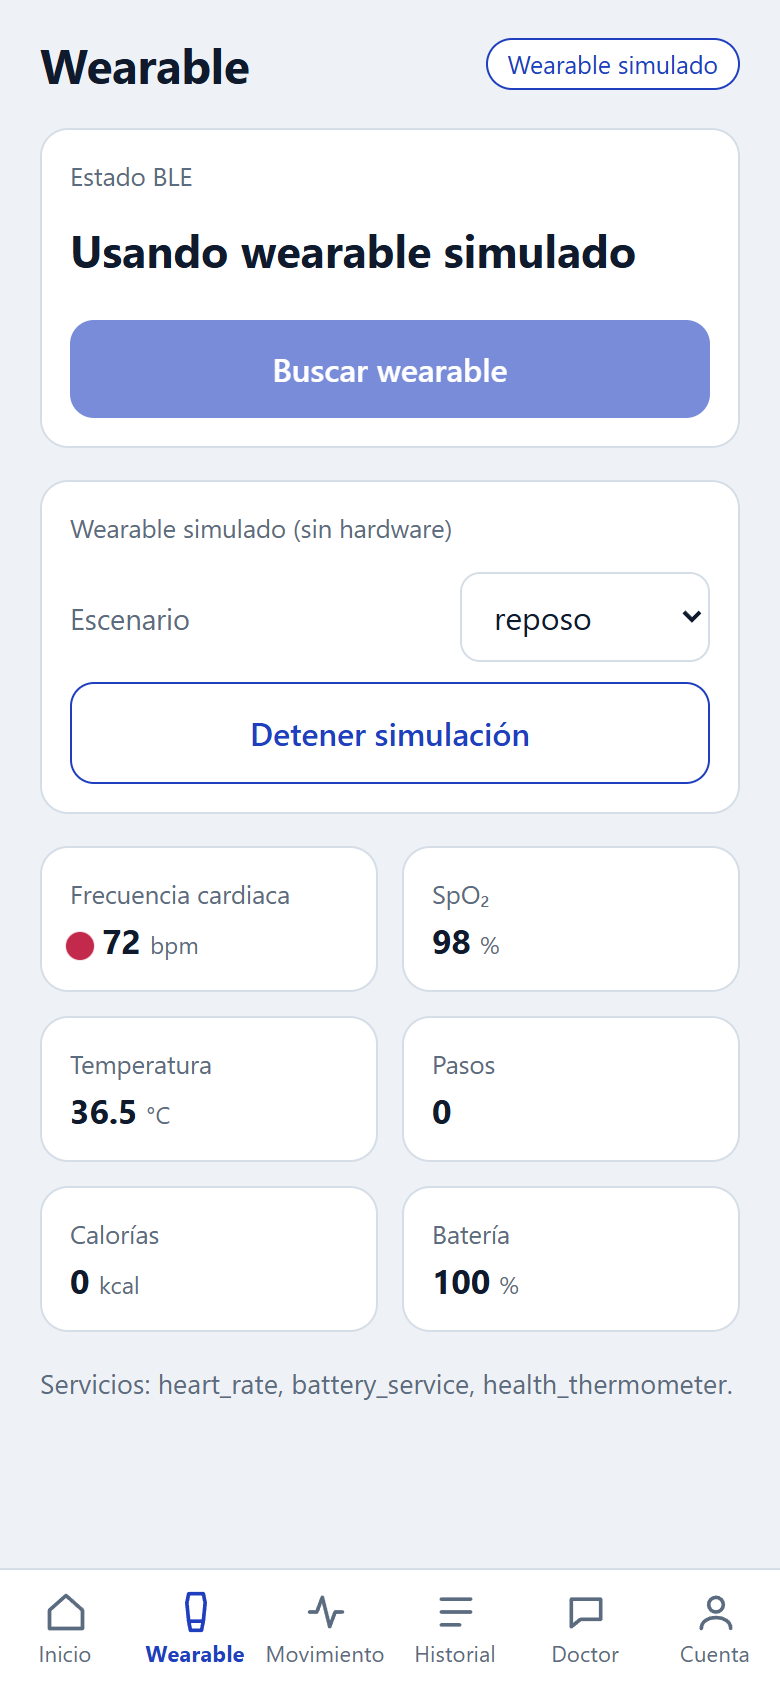 Wearable
Wearable simulado
Estado BLE
Usando wearable simulado
Buscar wearable
Wearable simulado (sin hardware)
Escenario
reposo
Detener simulación
Frecuencia cardiaca
72 bpm
SpO₂
98 %
Temperatura
36.5 °C
Pasos
0
Calorías
0 kcal
Batería
100 %
Servicios: heart_rate, battery_service, health_thermometer.
Inicio
Wearable
Movimiento
Historial
Doctor
Cuenta